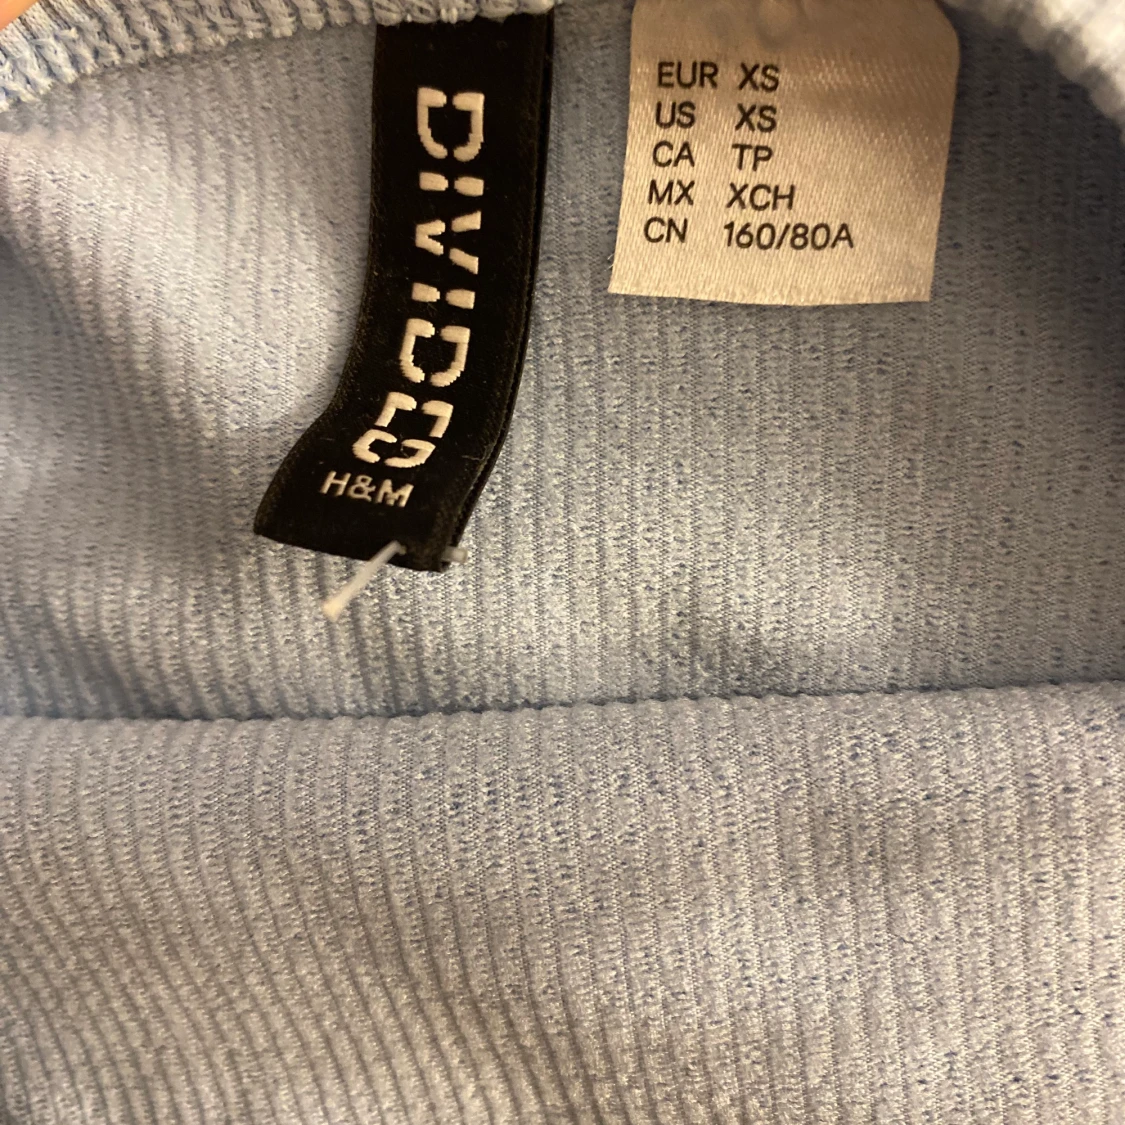 DIVIDED
H&M
EUR XS
US XS
CA TP
MX XCH
CN 160/80A